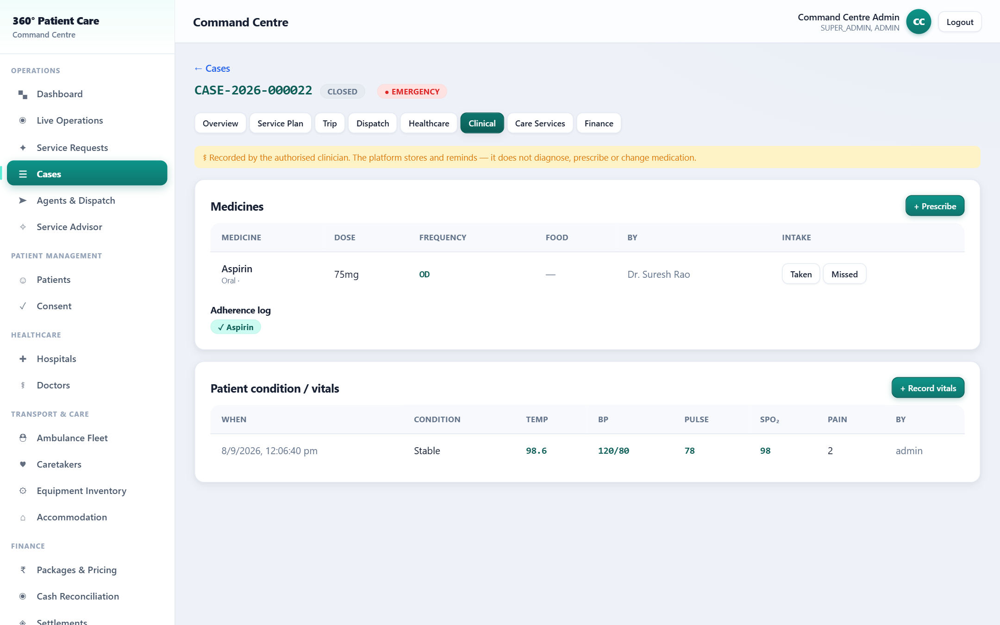 360° Patient Care
Command Centre
OPERATIONS
Dashboard
Live Operations
Service Requests
Cases
Agents & Dispatch
Service Advisor
PATIENT MANAGEMENT
Patients
Consent
HEALTHCARE
Hospitals
Doctors
TRANSPORT & CARE
Ambulance Fleet
Caretakers
Equipment Inventory
Accommodation
FINANCE
₹ Packages & Pricing
Cash Reconciliation
Settlements
Command Centre
Command Centre Admin
SUPER_ADMIN, ADMIN
CC
Logout
← Cases
CASE-2026-000022 CLOSED ● EMERGENCY
Overview Service Plan Trip Dispatch Healthcare Clinical Care Services Finance
⚕ Recorded by the authorised clinician. The platform stores and reminds — it does not diagnose, prescribe or change medication.
Medicines
+ Prescribe
MEDICINE DOSE FREQUENCY FOOD BY INTAKE
Aspirin 75mg OD — Dr. Suresh Rao Taken Missed
Oral ·
Adherence log
✓ Aspirin
Patient condition / vitals
+ Record vitals
WHEN CONDITION TEMP BP PULSE SPO₂ PAIN BY
8/9/2026, 12:06:40 pm Stable 98.6 120/80 78 98 2 admin